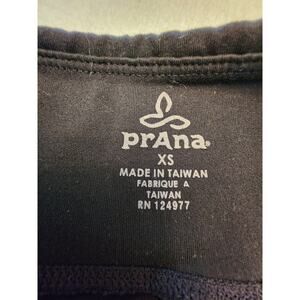 prAna®
XS
MADE IN TAIWAN
FABRIQUE A
TAIWAN
RN 124977